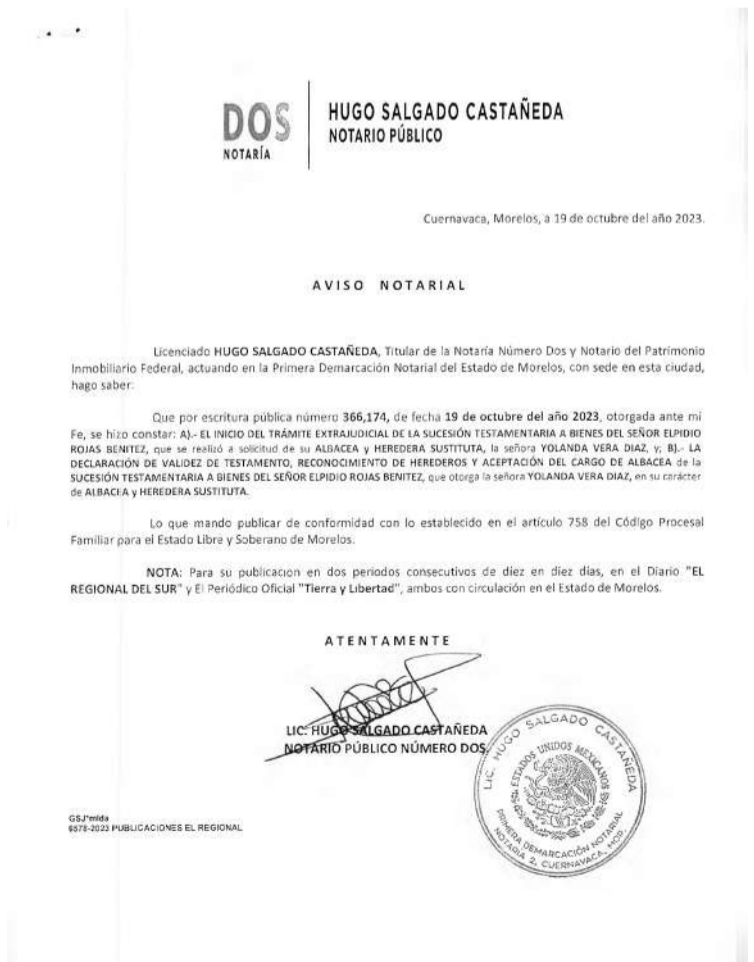 DOS
NOTARÍA
HUGO SALGADO CASTAÑEDA
NOTARIO PÚBLICO
Cuernavaca, Morelos, a 19 de octubre del año 2023.
AVISO NOTARIAL
Licenciado HUGO SALGADO CASTAÑEDA, Titular de la Notaría Número Dos y Notario del Patrimonio
Inmobiliario Federal, actuando en la Primera Demarcación Notarial del Estado de Morelos, con sede en esta ciudad,
hago saber:
Que por escritura pública número 366,174, de fecha 19 de octubre del año 2023, otorgada ante mi
Fe, se hizo constar: A).- EL INICIO DEL TRÁMITE EXTRAJUDICIAL DE LA SUCESIÓN TESTAMENTARIA A BIENES DEL SEÑOR ELPIDIO
ROJAS BENITEZ, que se realizó a solicitud de su ALBACEA y HEREDERA SUSTITUTA, la señora YOLANDA VERA DIAZ, y; B).- LA
DECLARACIÓN DE VALIDEZ DE TESTAMENTO, RECONOCIMIENTO DE HEREDEROS Y ACEPTACIÓN DEL CARGO DE ALBACEA de la
SUCESIÓN TESTAMENTARIA A BIENES DEL SEÑOR ELPIDIO ROJAS BENITEZ, que otorga la señora YOLANDA VERA DIAZ, en su carácter
de ALBACEA y HEREDERA SUSTITUTA.
Lo que mando publicar de conformidad con lo establecido en el artículo 758 del Código Procesal
Familiar para el Estado Libre y Soberano de Morelos.
NOTA: Para su publicacion en dos periodos consecutivos de diez en diez días, en el Diario "EL
REGIONAL DEL SUR" y El Periódico Oficial "Tierra y Libertad", ambos con circulación en el Estado de Morelos.
ATENTAMENTE
LIC. HUGO SALGADO CASTAÑEDA
NOTARIO PÚBLICO NÚMERO DOS
LIC. HUGO SALGADO CASTAÑEDA
ESTADOS UNIDOS MEXICANOS
PRIMERA DEMARCACIÓN NOTARIAL
NOTARIA 2, CUERNAVACA, MOR.
GSJ*mlda
6578-2023 PUBLICACIONES EL REGIONAL